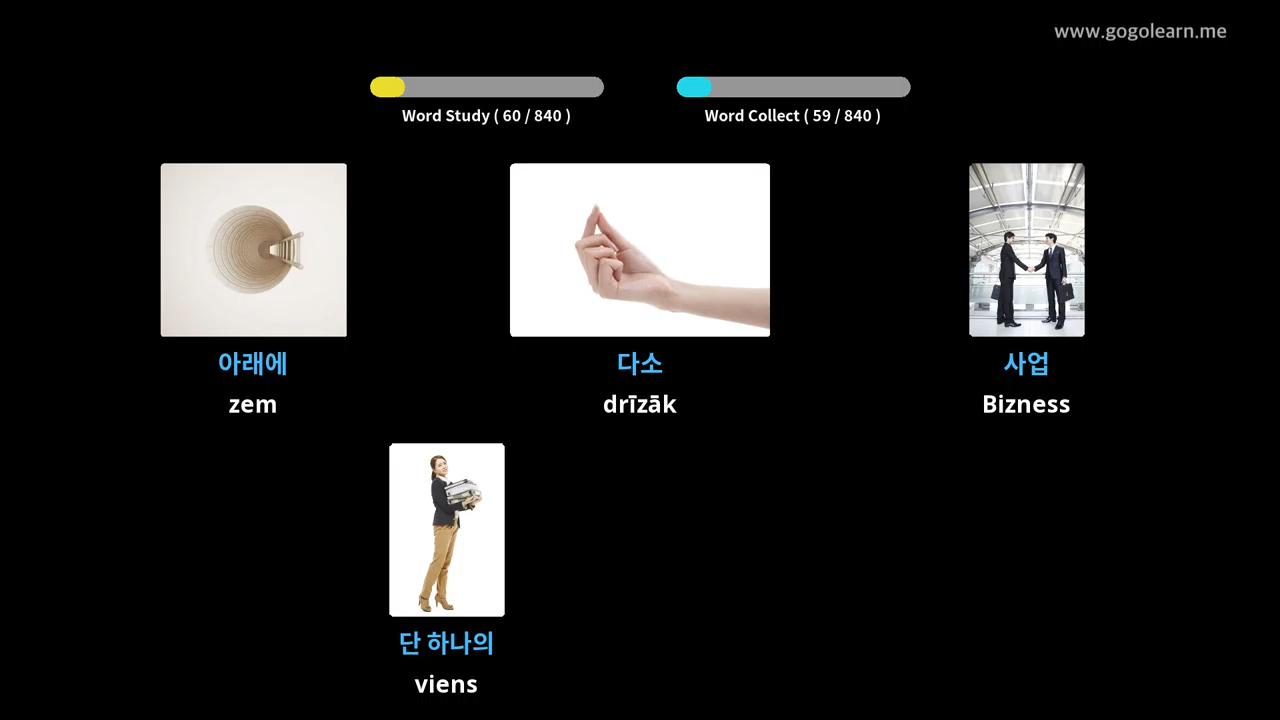 www.gogolearn.me
Word Study ( 60 / 840 )
Word Collect ( 59 / 840 )
아래에
zem
다소
drīzāk
사업
Bizness
단 하나의
viens